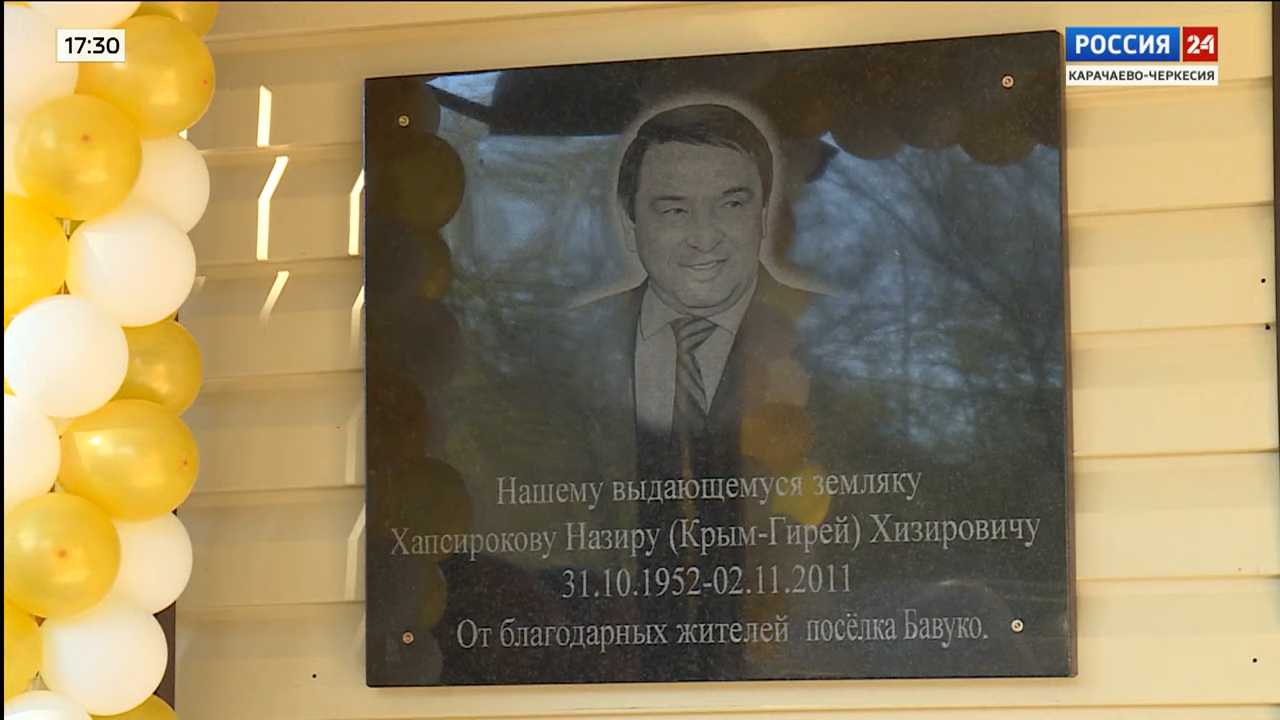 17:30
РОССИЯ 24
КАРАЧАЕВО-ЧЕРКЕСИЯ
Нашему выдающемуся земляку
Хапсирокову Назиру (Крым-Гирей) Хизировичу
31.10.1952-02.11.2011
От благодарных жителей посёлка Бавуко.